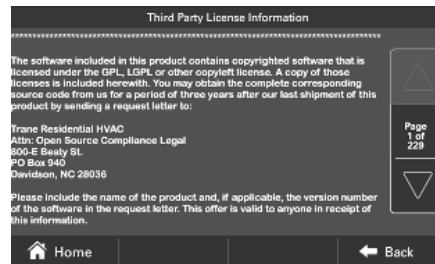 Third Party License Information
********************************************************************************
The software included in this product contains copyrighted software that is
licensed under the GPL, LGPL or other copyleft license. A copy of those
licenses is included herewith. You may obtain the complete corresponding
source code from us for a period of three years after our last shipment of this
product by sending a request letter to:
Trane Residential HVAC
Attn: Open Source Compliance Legal
800-E Beaty St.
PO Box 940
Davidson, NC 28036
Please include the name of the product and, if applicable, the version number
of the software in the request letter. This offer is valid to anyone in receipt of
this information.
Page
1 of
229
Home
Back